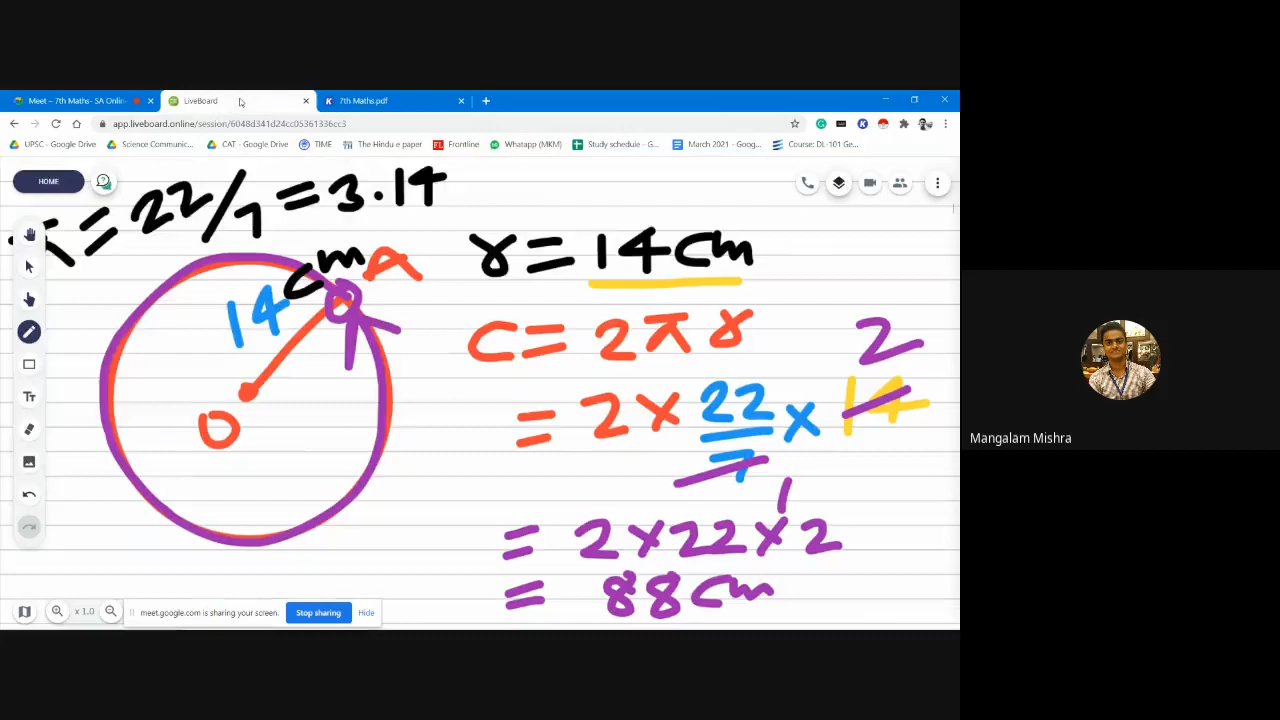 Meet – 7th Maths- SA Onlin
LiveBoard
7th Maths.pdf
app.liveboard.online/session/6048d341d24cc05361336cc3
UPSC - Google Drive
Science Communic...
CAT - Google Drive
TIME
The Hindu e paper
FL Frontline
Whatapp (MKM)
Study schedule - G...
March 2021 - Goog...
Course: DL-101 Ge...
HOME
π = 22/7 = 3.14
14 cm
A
O
r = 14 cm
C = 2πr
= 2 × 22/7 × 14
2
1
= 2 × 22 × 2
= 88 cm
Tт
x 1.0
meet.google.com is sharing your screen.
Stop sharing
Hide
Mangalam Mishra